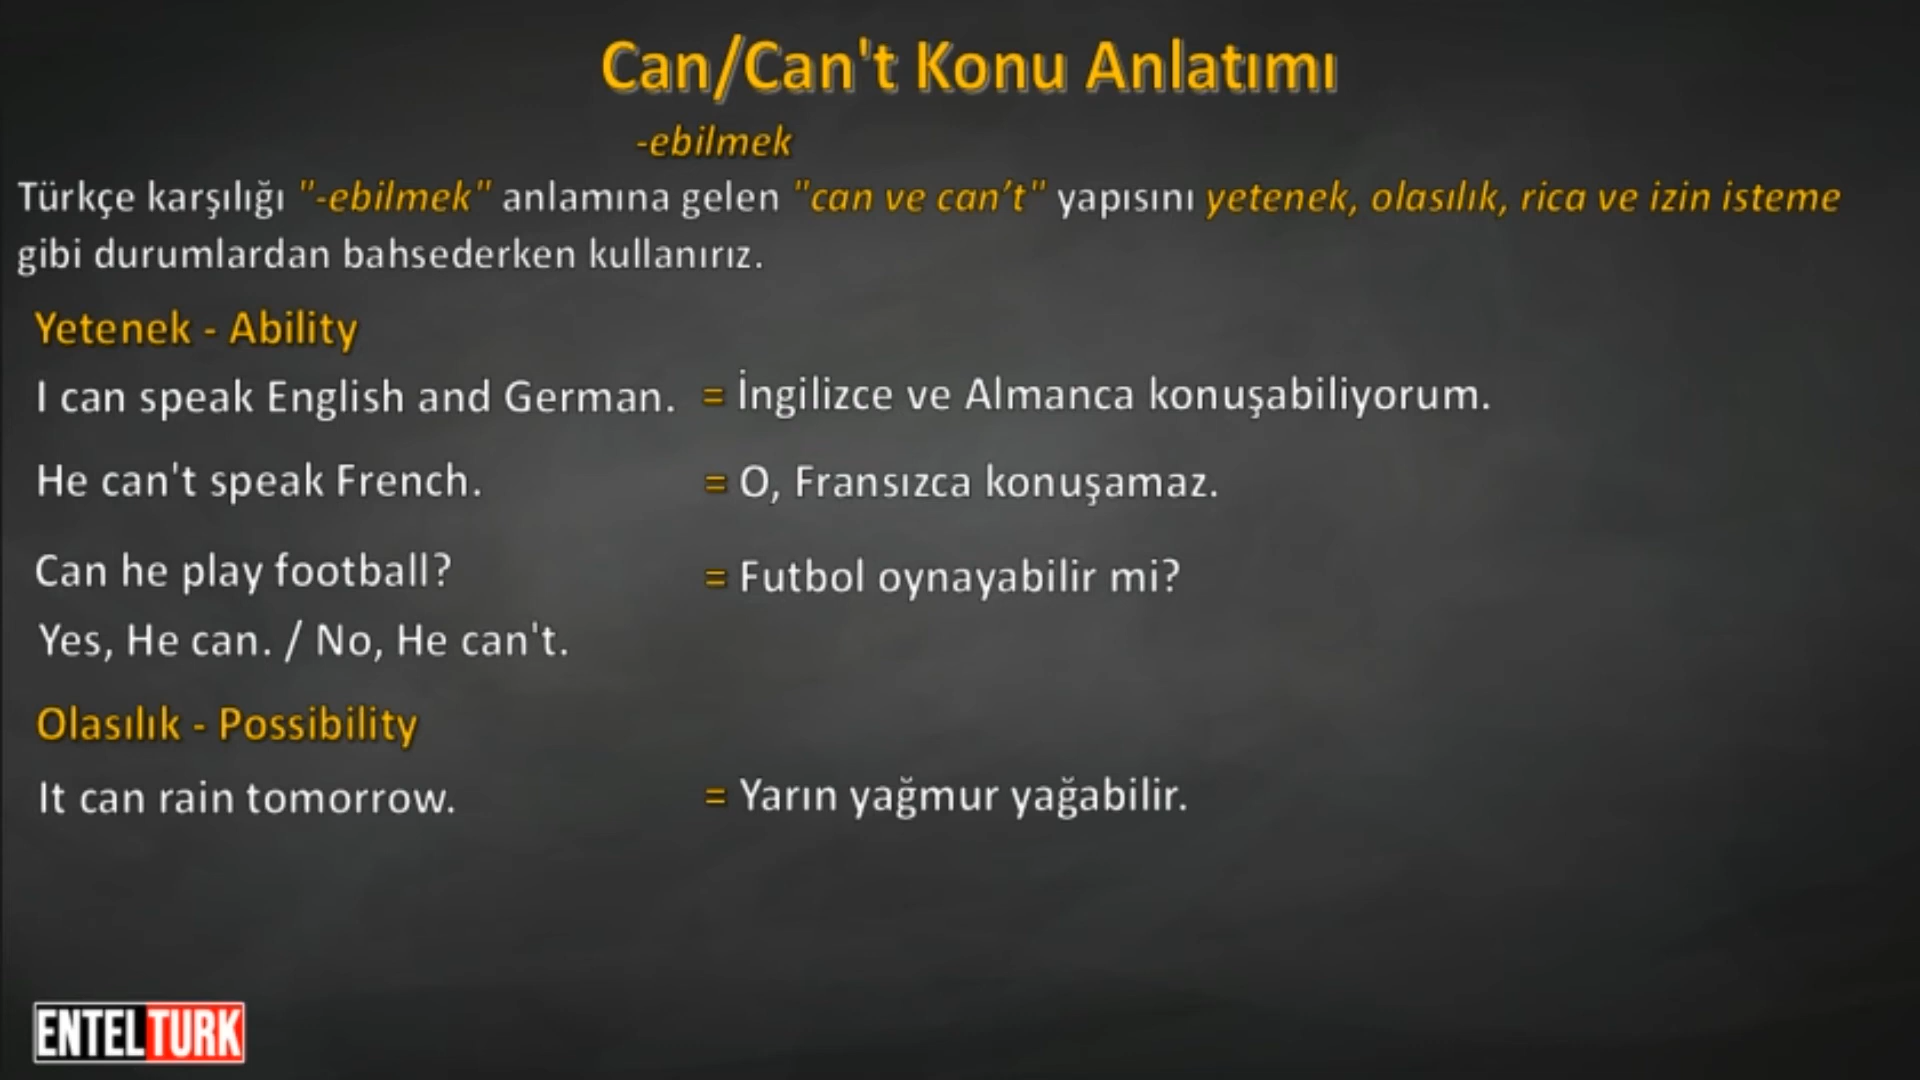 Can/Can't Konu Anlatımı
-ebilmek
Türkçe karşılığı "-ebilmek" anlamına gelen "can ve can’t" yapısını yetenek, olasılık, rica ve izin isteme
gibi durumlardan bahsederken kullanırız.
Yetenek - Ability
I can speak English and German. = İngilizce ve Almanca konuşabiliyorum.
He can't speak French. = O, Fransızca konuşamaz.
Can he play football? = Futbol oynayabilir mi?
Yes, He can. / No, He can't.
Olasılık - Possibility
It can rain tomorrow. = Yarın yağmur yağabilir.
ENTELTURK